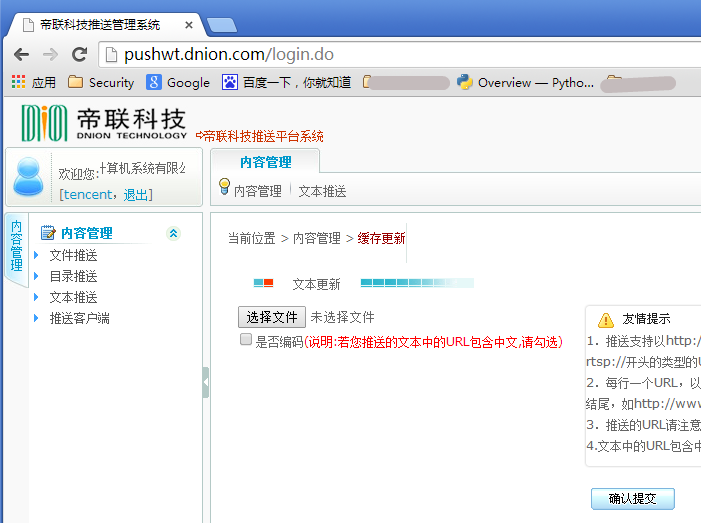 帝联科技推送管理系统
pushwt.dnion.com/login.do
应用 Security Google 百度一下，你就知道 Overview — Pytho...
DNION 帝联科技
DNION TECHNOLOGY
帝联科技推送平台系统
欢迎您:计算机系统有限公
[tencent，退出]
内容管理
内容管理 文本推送
内容管理
内容管理
文件推送
目录推送
文本推送
推送客户端
当前位置 > 内容管理 > 缓存更新
文本更新
选择文件 未选择文件
是否编码(说明:若您推送的文本中的URL包含中文,请勾选)
友情提示
1．推送支持以http:/
rtsp://开头的类型的U
2．每行一个URL，以
结尾，如http://www
3．推送的URL请注意
4.文本中的URL包含中
确认提交